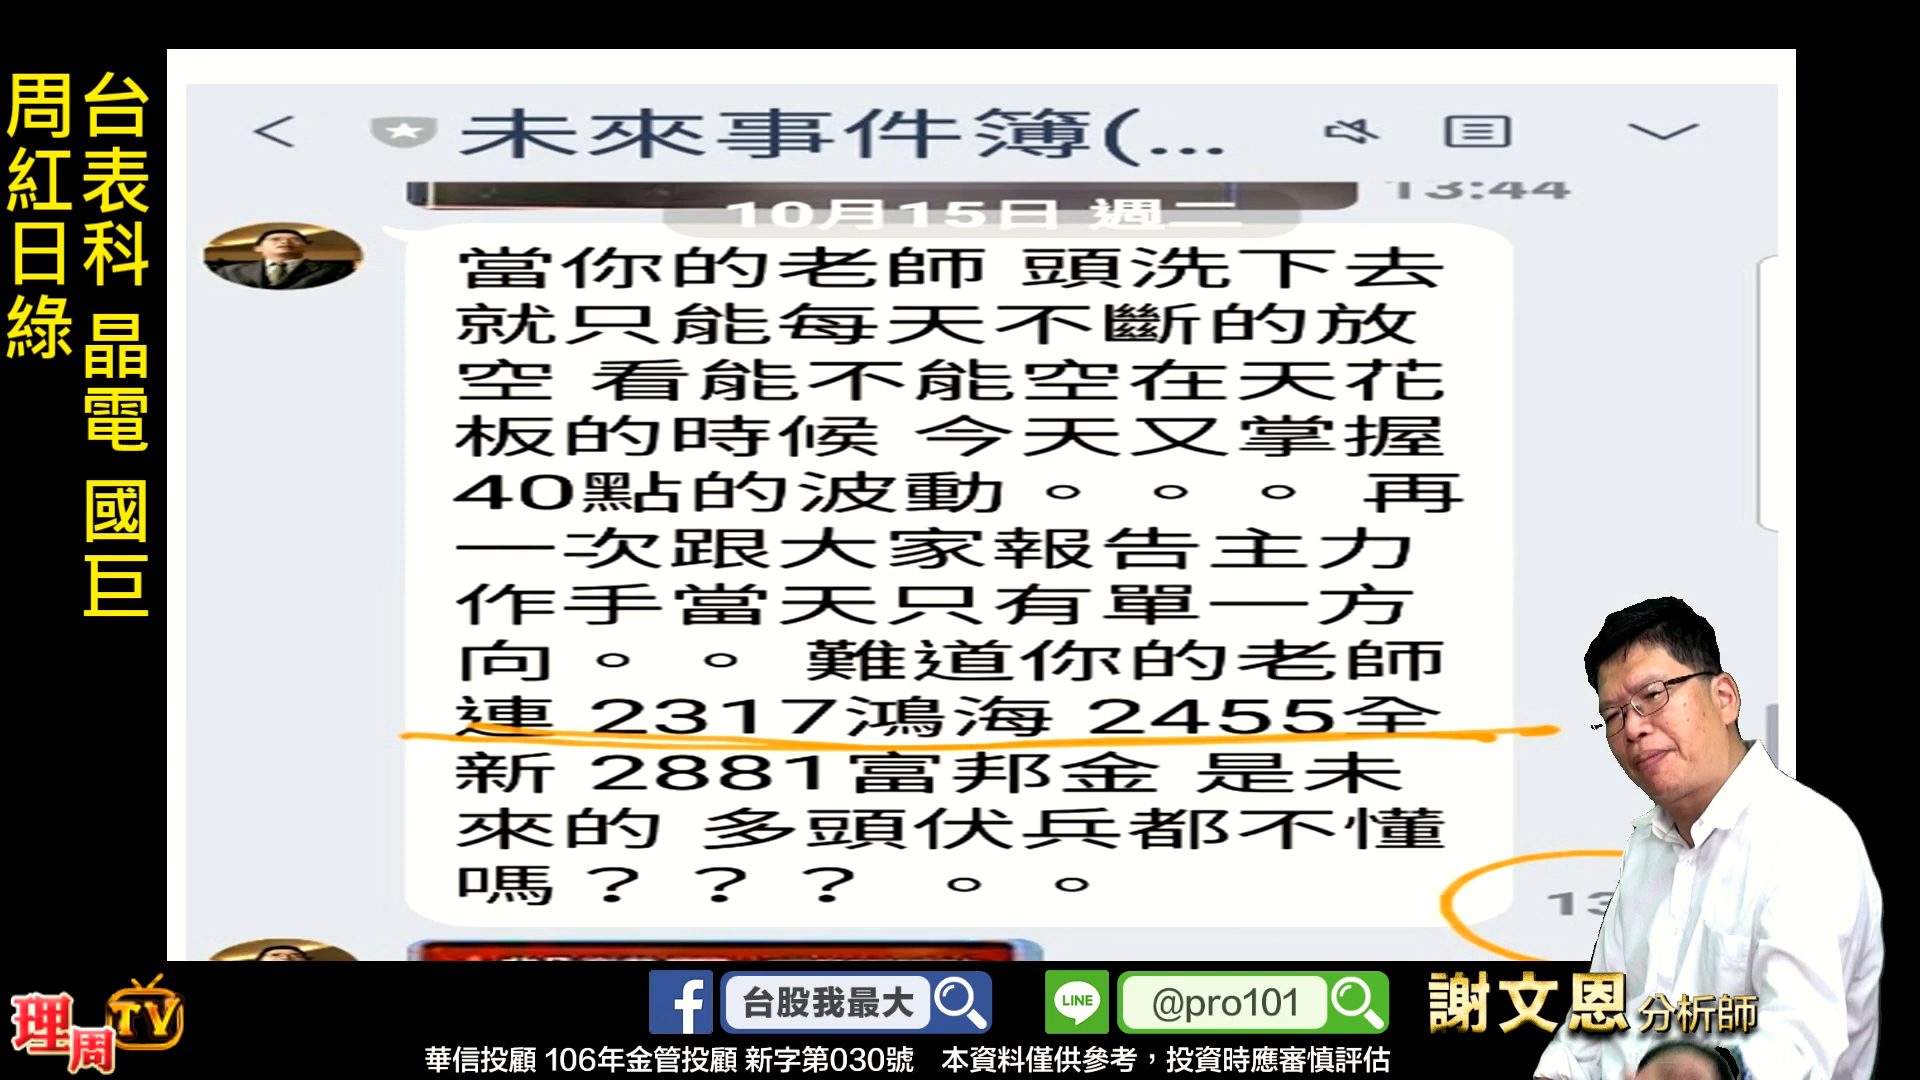 台表科 晶電 國巨
周紅日綠
未來事件簿(...
13:44
10月15日 週二
當你的老師 頭洗下去
就只能每天不斷的放
空 看能不能空在天花
板的時候 今天又掌握
40點的波動。。。 再
一次跟大家報告主力
作手當天只有單一方
向。。 難道你的老師
連 2317鴻海 2455全
新 2881富邦金 是未
來的 多頭伏兵都不懂
嗎？？？ 。。
理周TV
f
台股我最大
LINE
@pro101
謝文恩 分析師
華信投顧 106年金管投顧 新字第030號 本資料僅供參考，投資時應審慎評估